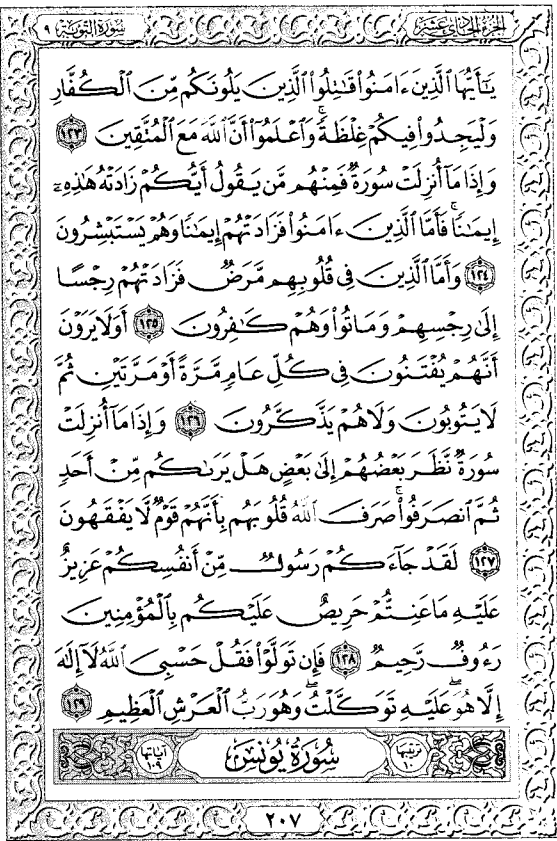 الجزء الحادي عشر سورة التوبة ٩
يَٰٓأَيُّهَا ٱلَّذِينَ ءَامَنُوا۟ قَٰتِلُوا۟ ٱلَّذِينَ يَلُونَكُم مِّنَ ٱلْكُفَّارِ
وَلْيَجِدُوا۟ فِيكُمْ غِلْظَةً ۚ وَٱعْلَمُوٓا۟ أَنَّ ٱللَّهَ مَعَ ٱلْمُتَّقِينَ ١٢٣
وَإِذَا مَآ أُنزِلَتْ سُورَةٌ فَمِنْهُم مَّن يَقُولُ أَيُّكُمْ زَادَتْهُ هَٰذِهِۦٓ
إِيمَٰنًا ۚ فَأَمَّا ٱلَّذِينَ ءَامَنُوا۟ فَزَادَتْهُمْ إِيمَٰنًا وَهُمْ يَسْتَبْشِرُونَ
١٢٤ وَأَمَّا ٱلَّذِينَ فِى قُلُوبِهِم مَّرَضٌ فَزَادَتْهُمْ رِجْسًا
إِلَىٰ رِجْسِهِمْ وَمَاتُوا۟ وَهُمْ كَٰفِرُونَ ١٢٥ أَوَلَا يَرَوْنَ
أَنَّهُمْ يُفْتَنُونَ فِى كُلِّ عَامٍ مَّرَّةً أَوْ مَرَّتَيْنِ ثُمَّ
لَا يَتُوبُونَ وَلَا هُمْ يَذَّكَّرُونَ ١٢٦ وَإِذَا مَآ أُنزِلَتْ
سُورَةٌ نَّظَرَ بَعْضُهُمْ إِلَىٰ بَعْضٍ هَلْ يَرَىٰكُم مِّنْ أَحَدٍ
ثُمَّ ٱنصَرَفُوا۟ ۚ صَرَفَ ٱللَّهُ قُلُوبَهُم بِأَنَّهُمْ قَوْمٌ لَّا يَفْقَهُونَ
١٢٧ لَقَدْ جَآءَكُمْ رَسُولٌ مِّنْ أَنفُسِكُمْ عَزِيزٌ
عَلَيْهِ مَا عَنِتُّمْ حَرِيصٌ عَلَيْكُم بِٱلْمُؤْمِنِينَ
رَءُوفٌ رَّحِيمٌ ١٢٨ فَإِن تَوَلَّوْا۟ فَقُلْ حَسْبِىَ ٱللَّهُ لَآ إِلَٰهَ
إِلَّا هُوَ ۖ عَلَيْهِ تَوَكَّلْتُ ۖ وَهُوَ رَبُّ ٱلْعَرْشِ ٱلْعَظِيمِ ١٢٩
ترتيبها ١٠ سُورَةُ يُونُسَ آياتها ١٠٩
٢٠٧